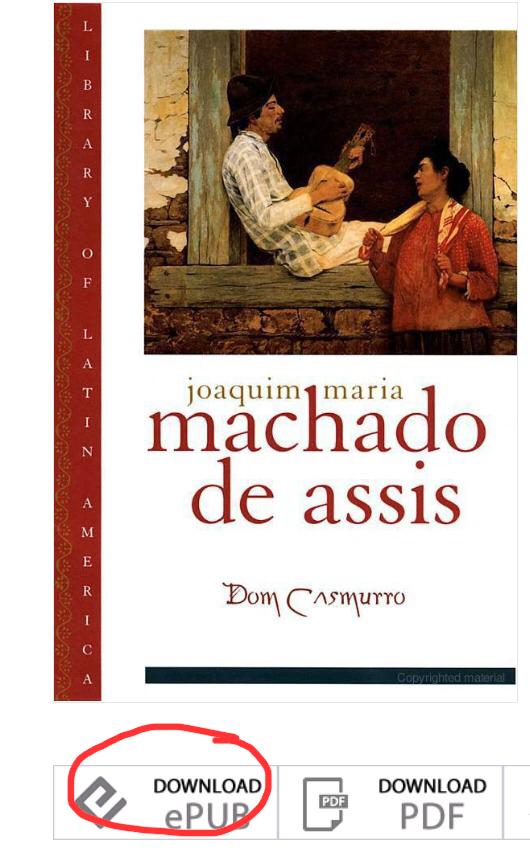 LIBRARY OF LATIN AMERICA
joaquim maria
machado
de assis
Dom Casmurro
Copyrighted material
DOWNLOAD
ePUB
PDF
DOWNLOAD
PDF